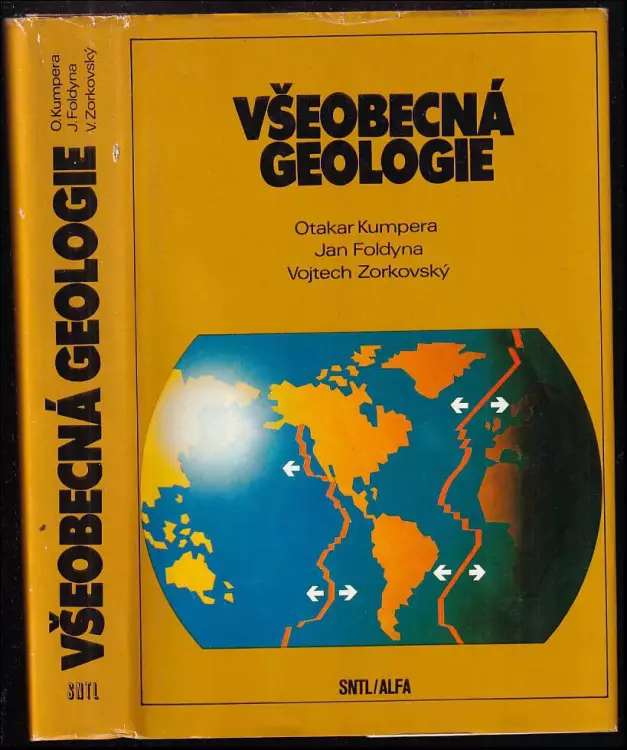 O.Kumpera
J.Foldyna
V.Zorkovský
VŠEOBECNÁ GEOLOGIE
SNTL
VŠEOBECNÁ
GEOLOGIE
Otakar Kumpera
Jan Foldyna
Vojtech Zorkovský
SNTL/ALFA